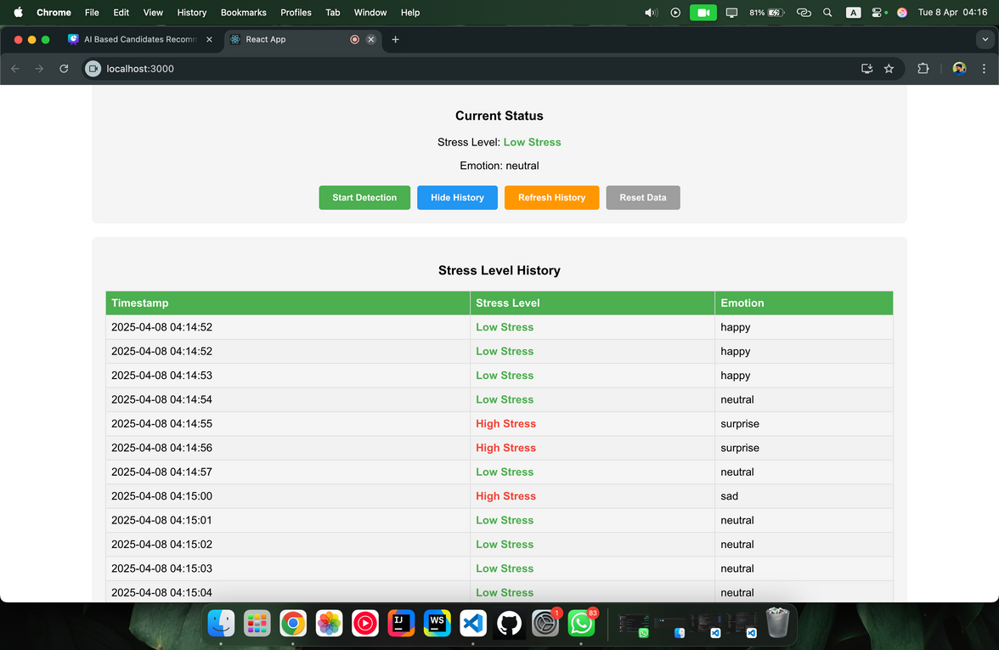 Chrome File Edit View History Bookmarks Profiles Tab Window Help 81% A Tue 8 Apr 04:16
AI Based Candidates Recomm React App
localhost:3000
Current Status
Stress Level: Low Stress
Emotion: neutral
Start Detection Hide History Refresh History Reset Data
Stress Level History
Timestamp Stress Level Emotion
2025-04-08 04:14:52 Low Stress happy
2025-04-08 04:14:52 Low Stress happy
2025-04-08 04:14:53 Low Stress happy
2025-04-08 04:14:54 Low Stress neutral
2025-04-08 04:14:55 High Stress surprise
2025-04-08 04:14:56 High Stress surprise
2025-04-08 04:14:57 Low Stress neutral
2025-04-08 04:15:00 High Stress sad
2025-04-08 04:15:01 Low Stress neutral
2025-04-08 04:15:02 Low Stress neutral
2025-04-08 04:15:03 Low Stress neutral
2025-04-08 04:15:04 Low Stress neutral
IJ WS 1 83